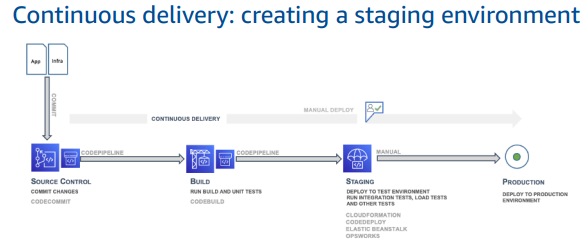 Continuous delivery: creating a staging environment
App Infra
COMMIT
MANUAL DEPLOY
CONTINUOUS DELIVERY
CODEPIPELINE
CODEPIPELINE
MANUAL
SOURCE CONTROL
COMMIT CHANGES
CODECOMMIT
BUILD
RUN BUILD AND UNIT TESTS
CODEBUILD
STAGING
DEPLOY TO TEST ENVIRONMENT
RUN INTEGRATION TESTS, LOAD TESTS
AND OTHER TESTS
CLOUDFORMATION
CODEDEPLOY
ELASTIC BEANSTALK
OPSWORKS
PRODUCTION
DEPLOY TO PRODUCTION
ENVIRONMENT